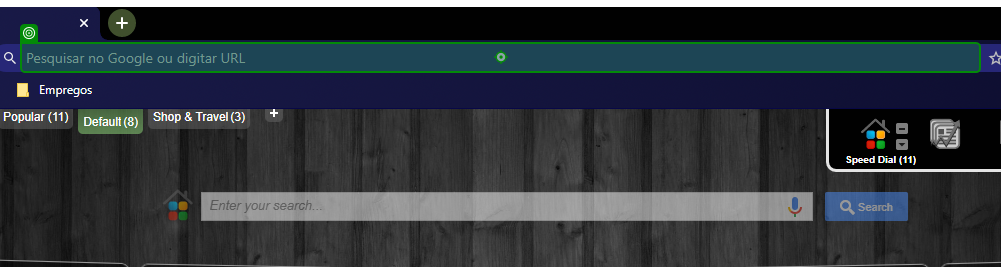 Pesquisar no Google ou digitar URL
Empregos
Popular (11)
Default (8)
Shop & Travel (3)
Speed Dial (11)
Enter your search...
Search